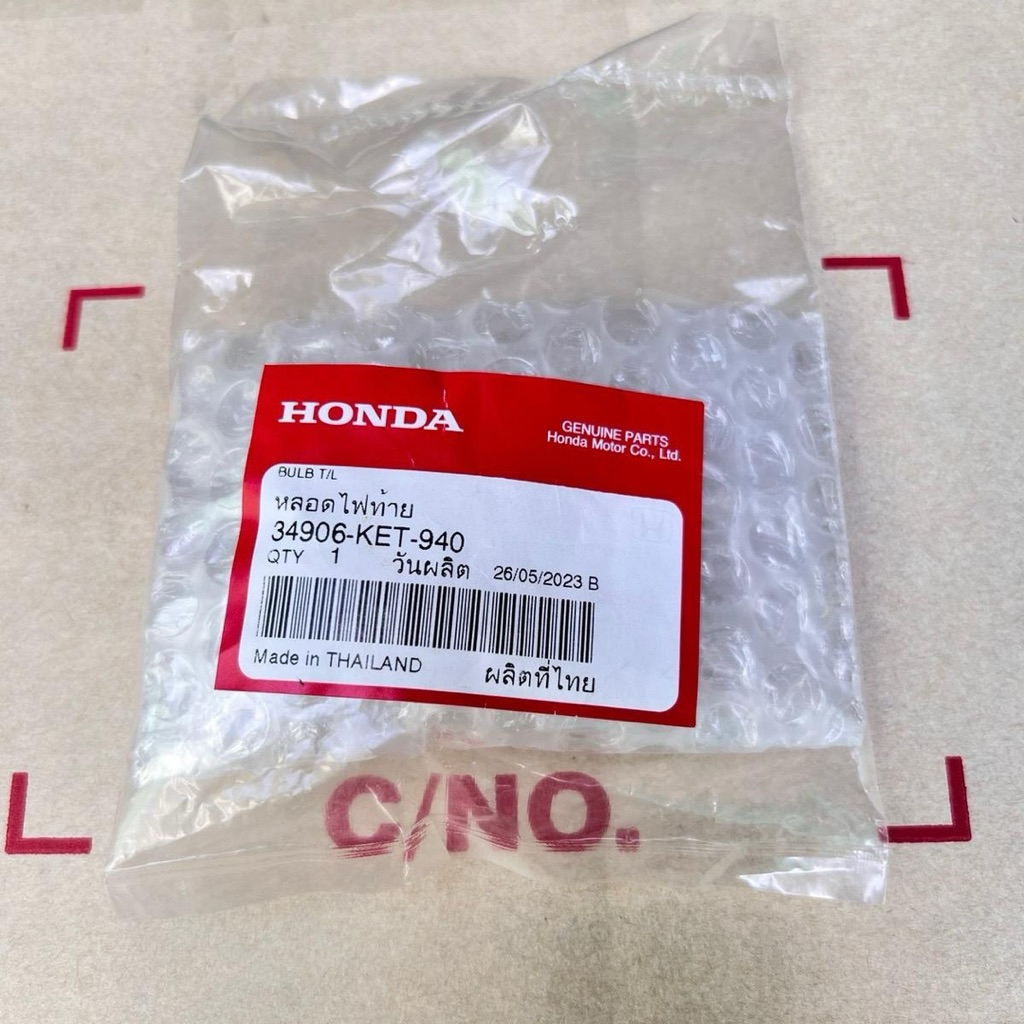 HONDA
GENUINE PARTS
Honda Motor Co., Ltd.
BULB T/L
หลอดไฟท้าย
34906-KET-940
QTY 1 วันผลิต 26/05/2023 B
Made in THAILAND ผลิตที่ไทย
C/NO.